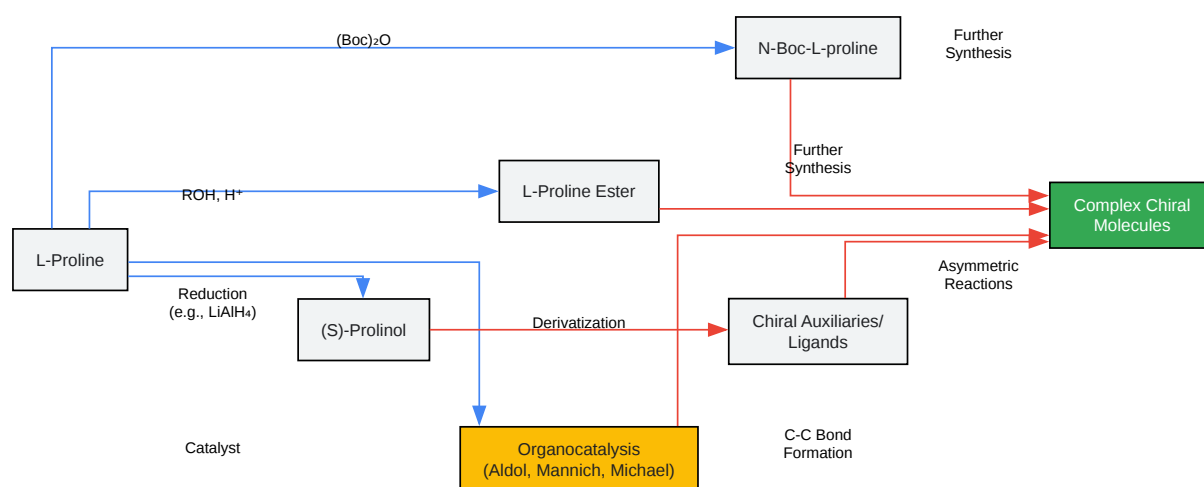 (Boc)₂O
N-Boc-L-proline
Further
Synthesis
Further
Synthesis
ROH, H⁺
L-Proline Ester
Complex Chiral
Molecules
L-Proline
Reduction
(e.g., LiAlH₄)
(S)-Prolinol
Derivatization
Chiral Auxiliaries/
Ligands
Asymmetric
Reactions
Catalyst
Organocatalysis
(Aldol, Mannich, Michael)
C-C Bond
Formation